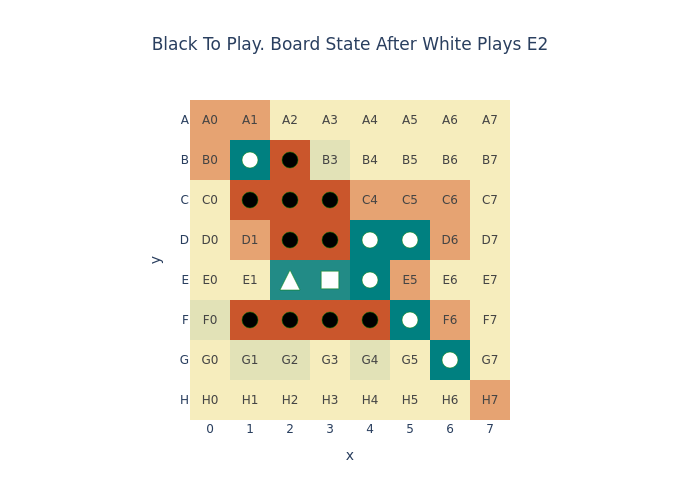 Black To Play. Board State After White Plays E2
A A0 A1 A2 A3 A4 A5 A6 A7
B B0 B3 B4 B5 B6 B7
C C0 C4 C5 C6 C7
D D0 D1 D6 D7
y
E E0 E1 E5 E6 E7
F F0 F6 F7
G G0 G1 G2 G3 G4 G5 G7
H H0 H1 H2 H3 H4 H5 H6 H7
0 1 2 3 4 5 6 7
x